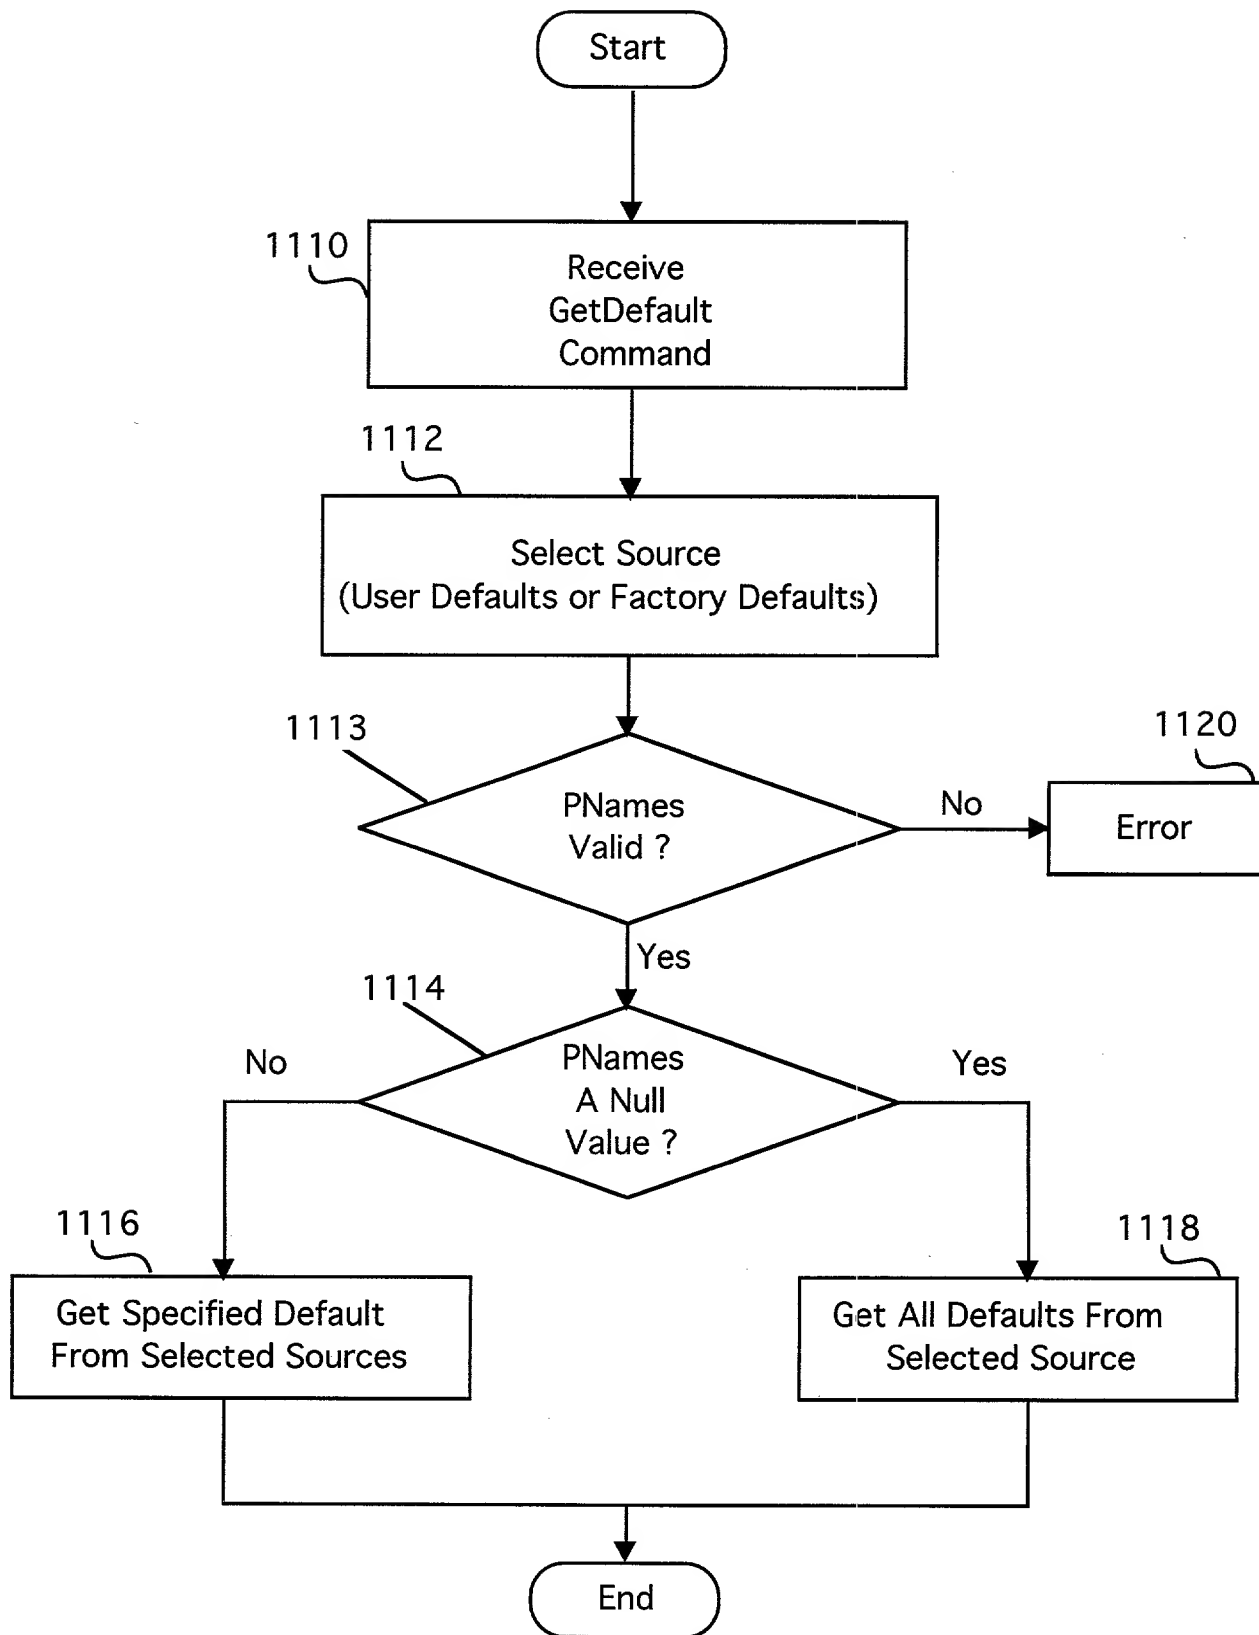 Start
1110
Receive
GetDefault
Command
1112
Select Source
(User Defaults or Factory Defaults)
1113
PNames
Valid ?
No
1120
Error
Yes
1114
PNames
A Null
Value ?
No
Yes
1116
Get Specified Default
From Selected Sources
1118
Get All Defaults From
Selected Source
End